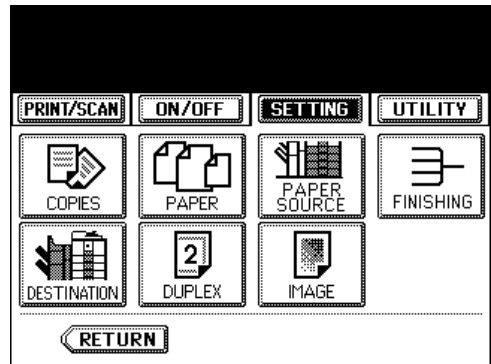 PRINT/SCAN ON/OFF SETTING UTILITY
COPIES PAPER PAPER SOURCE FINISHING
DESTINATION 2 DUPLEX IMAGE
RETURN